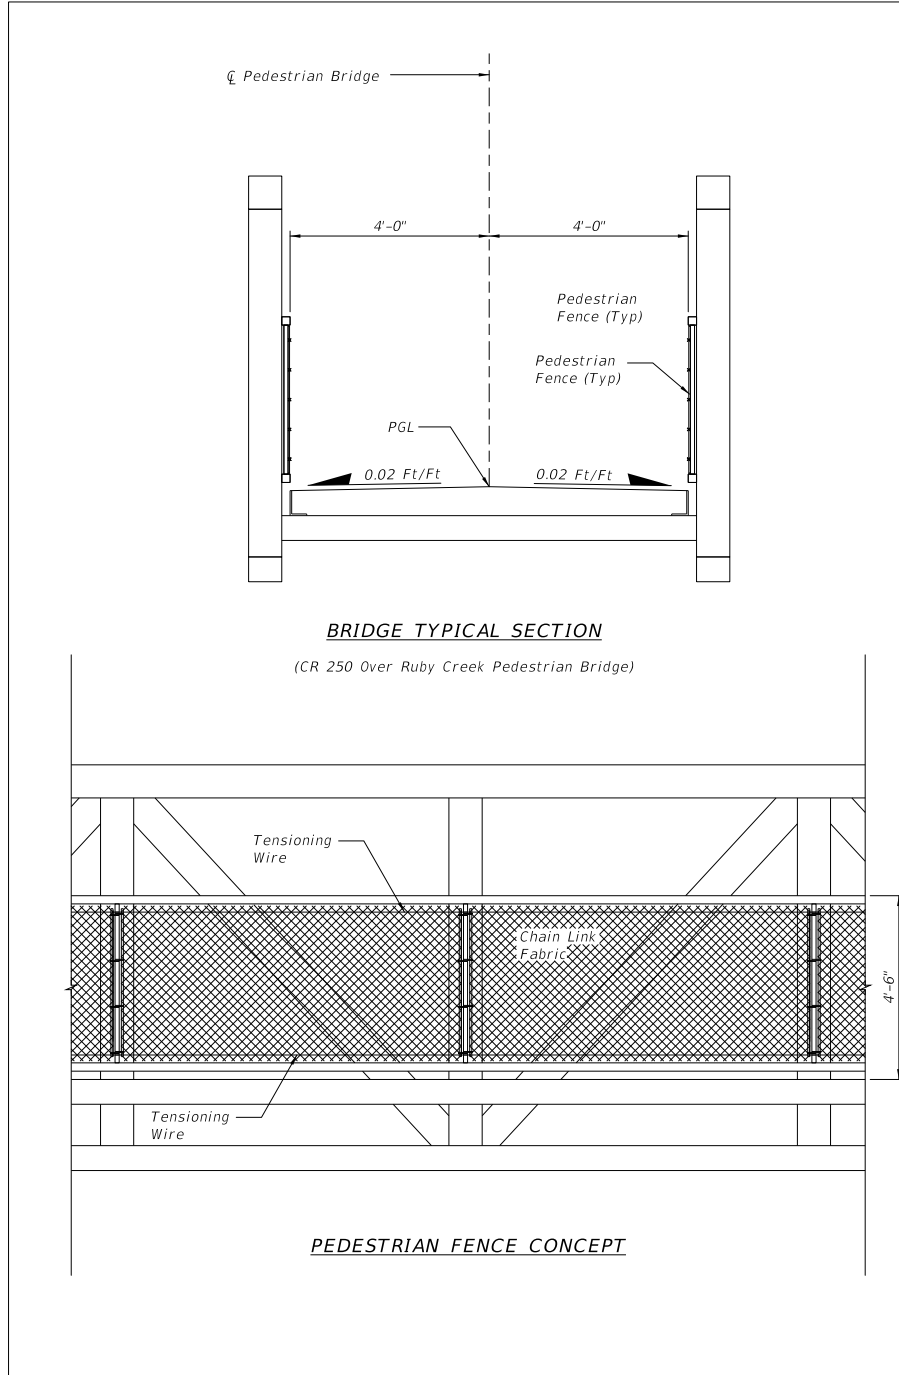 ℄ Pedestrian Bridge
4'-0"
4'-0"
Pedestrian
Fence (Typ)
Pedestrian
Fence (Typ)
PGL
0.02 Ft/Ft
0.02 Ft/Ft
BRIDGE TYPICAL SECTION
(CR 250 Over Ruby Creek Pedestrian Bridge)
Tensioning
Wire
Chain Link
Fabric
4'-6"
Tensioning
Wire
PEDESTRIAN FENCE CONCEPT